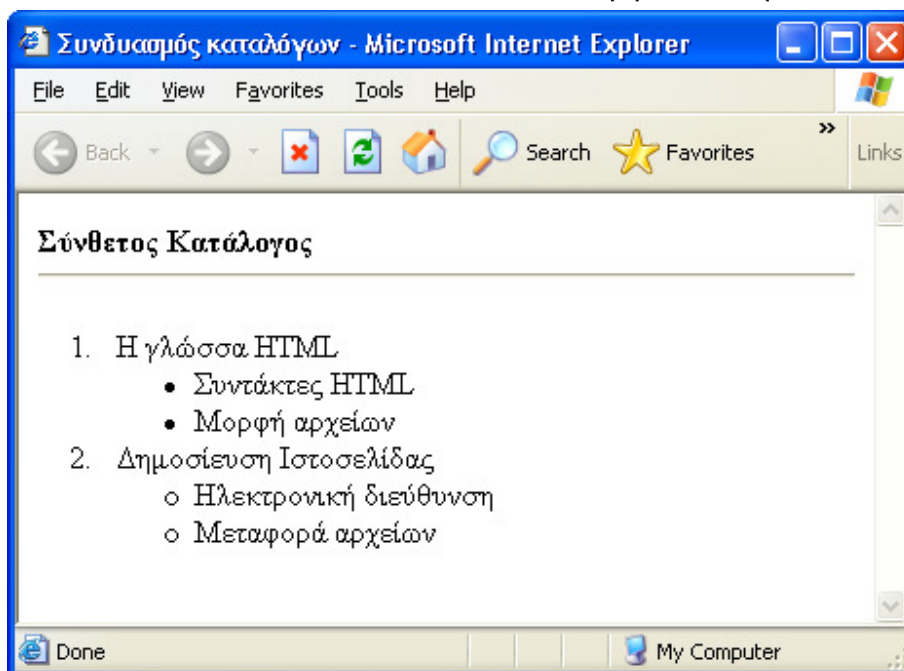 Συνδυασμός καταλόγων - Microsoft Internet Explorer
File Edit View Favorites Tools Help
Back Search Favorites » Links
Σύνθετος Κατάλογος
1. Η γλώσσα HTML
• Συντάκτες HTML
• Μορφή αρχείων
2. Δημοσίευση Ιστοσελίδας
o Ηλεκτρονική διεύθυνση
o Μεταφορά αρχείων
Done My Computer